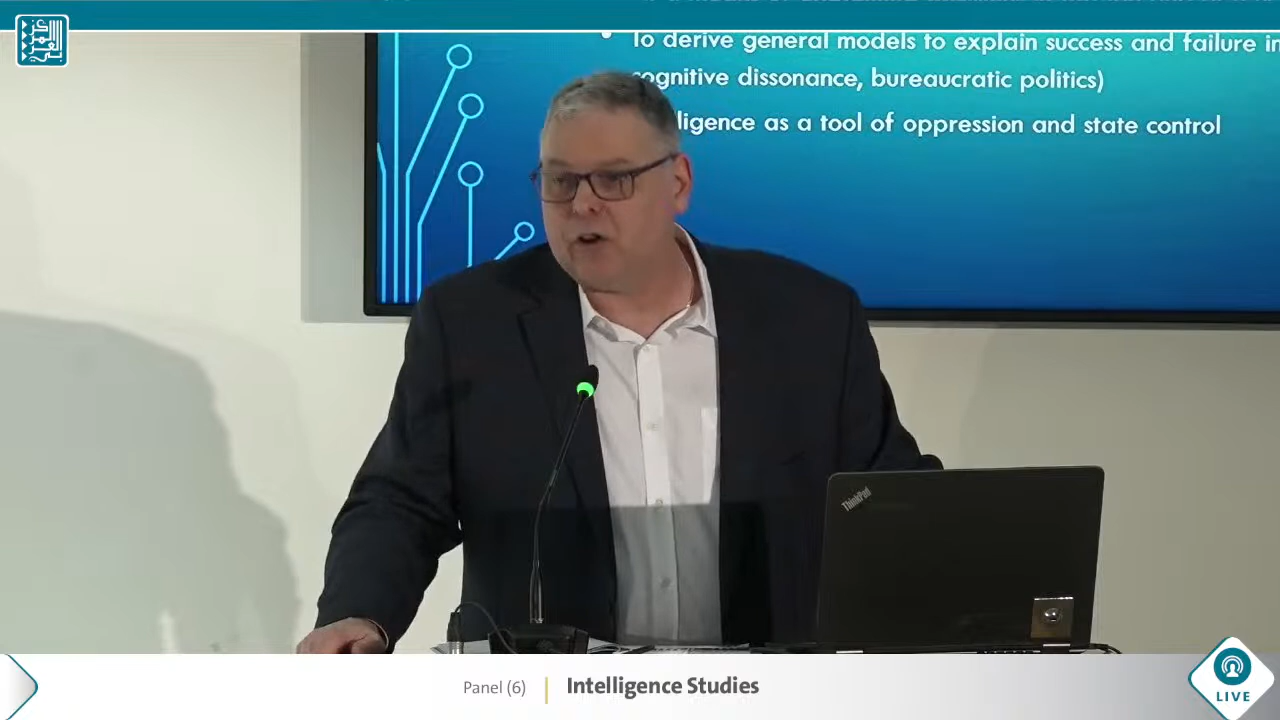 To derive general models to explain success and failure in
cognitive dissonance, bureaucratic politics)
ligence as a tool of oppression and state control
ThinkPad
Panel (6)
Intelligence Studies
LIVE